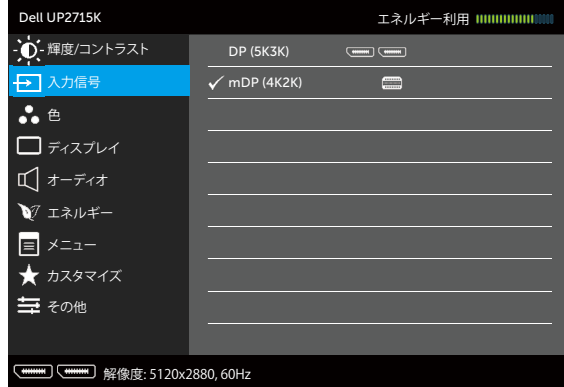 Dell UP2715K エネルギー利用
輝度/コントラスト DP (5K3K)
入力信号 ✓ mDP (4K2K)
色
ディスプレイ
オーディオ
エネルギー
メニュー
カスタマイズ
その他
解像度: 5120x2880, 60Hz